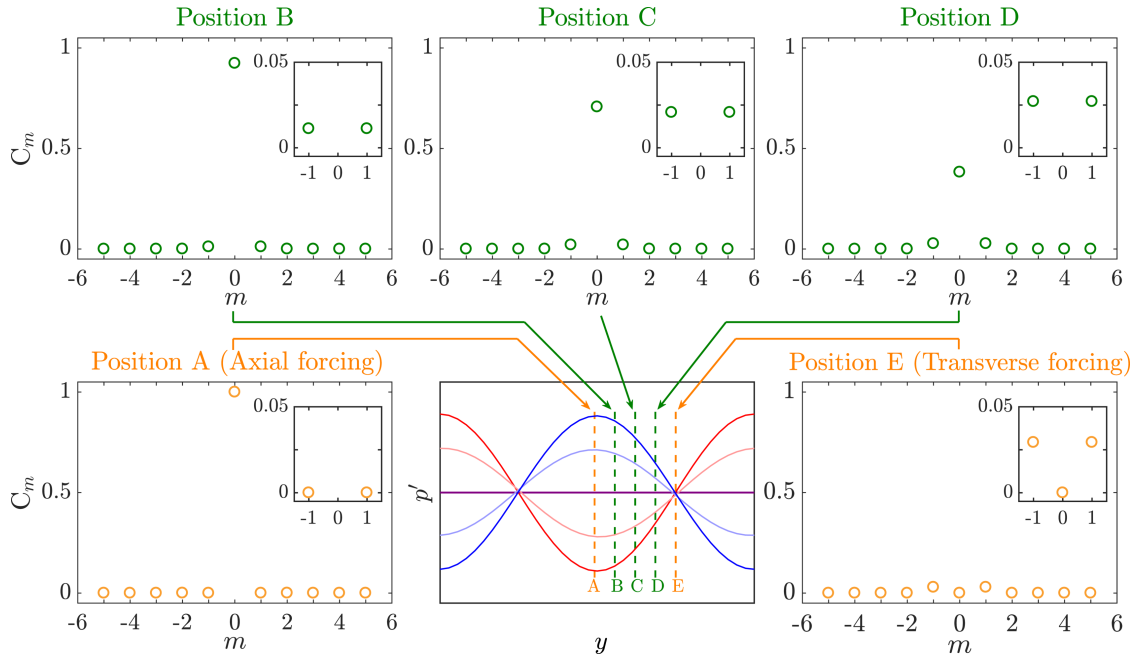 Position B
Position C
Position D
1
0.5
0
C_m
0.05
0
-1 0 1
-6 -4 -2 0 2 4 6
m
1
0.5
0
0.05
0
-1 0 1
-6 -4 -2 0 2 4 6
m
1
0.5
0
0.05
0
-1 0 1
-6 -4 -2 0 2 4 6
m
Position A (Axial forcing)
Position E (Transverse forcing)
1
0.5
0
C_m
0.05
0
-1 0 1
-6 -4 -2 0 2 4 6
m
p′
A B C D E
y
1
0.5
0
0.05
0
-1 0 1
-6 -4 -2 0 2 4 6
m